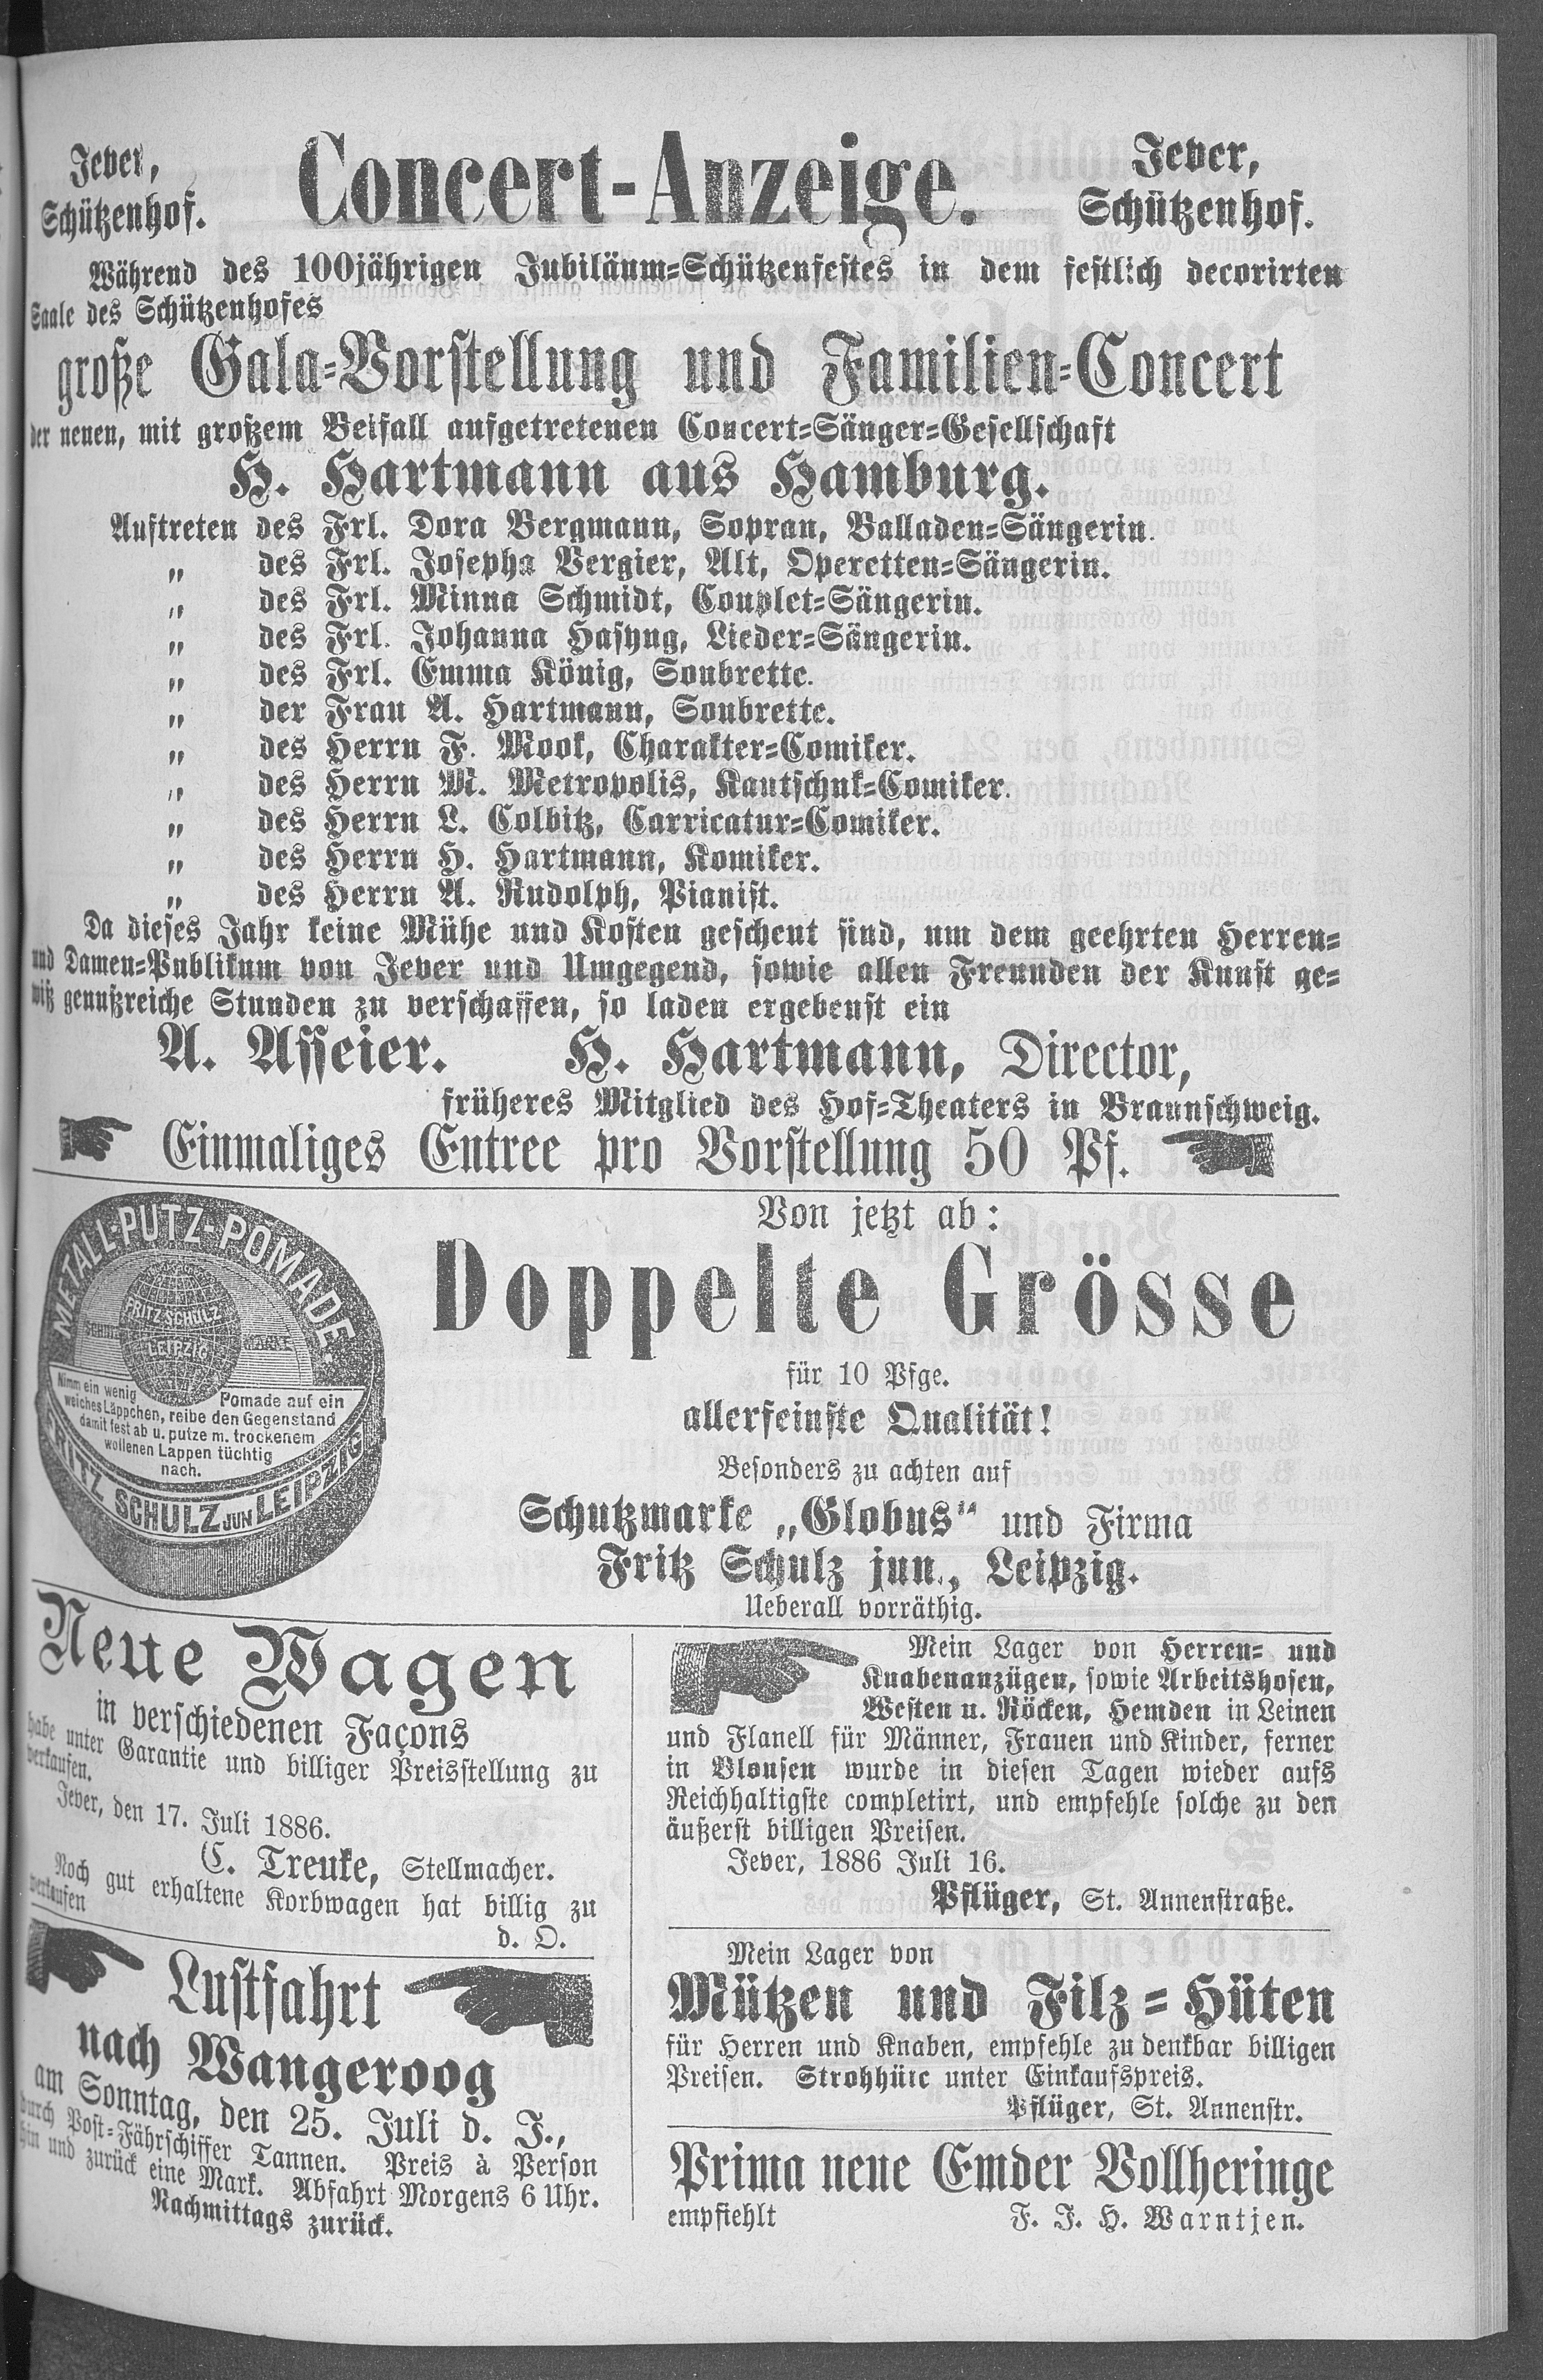 Jever,
Schützenhof.
Concert-Anzeige.
Jever,
Schützenhof.
Während des 100jährigen Jubiläum-Schützenfestes in dem festlich decorirten
Saale des Schützenhofes
große Gala-Vorstellung und Familien-Concert
der neuen, mit großem Beifall aufgetretenen Concert-Sänger-Gesellschaft
H. Hartmann aus Hamburg.
Auftreten des Frl. Dora Bergmann, Sopran, Balladen-Sängerin.
„ des Frl. Josepha Vergier, Alt, Operetten-Sängerin.
„ des Frl. Minna Schmidt, Couplet-Sängerin.
„ des Frl. Johanna Hasyng, Lieder-Sängerin.
„ des Frl. Emma König, Soubrette.
„ der Frau A. Hartmann, Soubrette.
„ des Herrn F. Mook, Charakter-Comiker.
„ des Herrn M. Metropolis, Kautschuk-Comiker.
„ des Herrn L. Colbitz, Carricatur-Comiker.
„ des Herrn H. Hartmann, Komiker.
„ des Herrn A. Rudolph, Pianist.
Da dieses Jahr keine Mühe und Kosten gescheut sind, um dem geehrten Herren-
und Damen-Publikum von Jever und Umgegend, sowie allen Freunden der Kunst ge-
wiß genußreiche Stunden zu verschaffen, so laden ergebenst ein
A. Asseier. H. Hartmann, Director,
früheres Mitglied des Hof-Theaters in Braunschweig.
Einmaliges Entree pro Vorstellung 50 Pf.
METALL-PUTZ-POMADE.
FRITZ SCHULZ
SCHUTZ MARKE
LEIPZIG
Nimm ein wenig Pomade auf ein
weiches Läppchen, reibe den Gegenstand
damit fest ab u. putze m. trockenem
wollenen Lappen tüchtig
nach.
FRITZ SCHULZ JUN LEIPZIG
Von jetzt ab:
Doppelte Grösse
für 10 Pfge.
allerfeinste Qualität!
Besonders zu achten auf
Schutzmarke „Globus“ und Firma
Fritz Schulz jun., Leipzig.
Ueberall vorräthig.
Neue Wagen
in verschiedenen Façons
habe unter Garantie und billiger Preisstellung zu
verkaufen.
Jever, den 17. Juli 1886.
C. Treuke, Stellmacher.
Noch gut erhaltene Korbwagen hat billig zu
verkaufen
d. O.
Lustfahrt
nach Wangeroog
am Sonntag, den 25. Juli d. J.,
durch Post-Fährschiffer Tannen. Preis à Person
hin und zurück eine Mark. Abfahrt Morgens 6 Uhr.
Nachmittags zurück.
Mein Lager von Herren- und
Knabenanzügen, sowie Arbeitshosen,
Westen u. Röcken, Hemden in Leinen
und Flanell für Männer, Frauen und Kinder, ferner
in Blousen wurde in diesen Tagen wieder aufs
Reichhaltigste completirt, und empfehle solche zu den
äußerst billigen Preisen.
Jever, 1886 Juli 16.
Pflüger, St. Annenstraße.
Mein Lager von
Mützen und Filz-Hüten
für Herren und Knaben, empfehle zu denkbar billigen
Preisen. Strohhüte unter Einkaufspreis.
Pflüger, St. Annenstr.
Prima neue Emder Vollheringe
empfiehlt F. J. H. Warntjen.